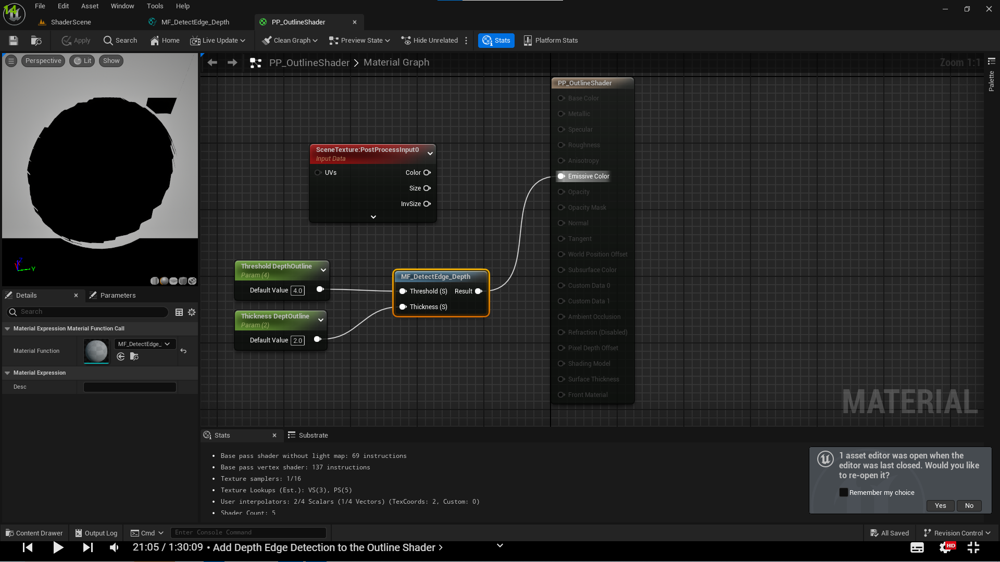 14
File Edit Asset Window Tools Help
ShaderScene
MF_DetectEdge_Depth
PP_OutlineShader
Apply
Search
Home
Live Update
Clean Graph
Preview State
Hide Unrelated
Stats
Platform Stats
Perspective
Lit
Show
PP_OutlineShader > Material Graph
Zoom 1:1
Palette
PP_OutlineShader
Base Color
Metallic
Specular
Roughness
Anisotropy
Emissive Color
Opacity
Opacity Mask
Normal
Tangent
World Position Offset
Subsurface Color
Custom Data 0
Custom Data 1
Ambient Occlusion
Refraction (Disabled)
Pixel Depth Offset
Shading Model
Surface Thickness
Front Material
SceneTexture:PostProcessInput0
Input Data
UVs Color
Size
InvSize
Threshold DepthOutline
Param (4)
Default Value 4.0
Thickness DeptOutline
Param (2)
Default Value 2.0
MF_DetectEdge_Depth
Threshold (S) Result
Thickness (S)
MATERIAL
Z
X
Y
Details
Parameters
Search
Material Expression Material Function Call
Material Function
MF_DetectEdge_
Material Expression
Desc
Stats
Substrate
• Base pass shader without light map: 69 instructions
• Base pass vertex shader: 137 instructions
• Texture samplers: 1/16
• Texture Lookups (Est.): VS(3), PS(5)
• User interpolators: 2/4 Scalars (1/4 Vectors) (TexCoords: 2, Custom: 0)
• Shader Count: 5
1 asset editor was open when the
editor was last closed. Would you like
to re-open it?
Remember my choice
Yes No
Content Drawer
Output Log
Cmd
Enter Console Command
All Saved
Revision Control
21:05 / 1:30:09 • Add Depth Edge Detection to the Outline Shader >
HD